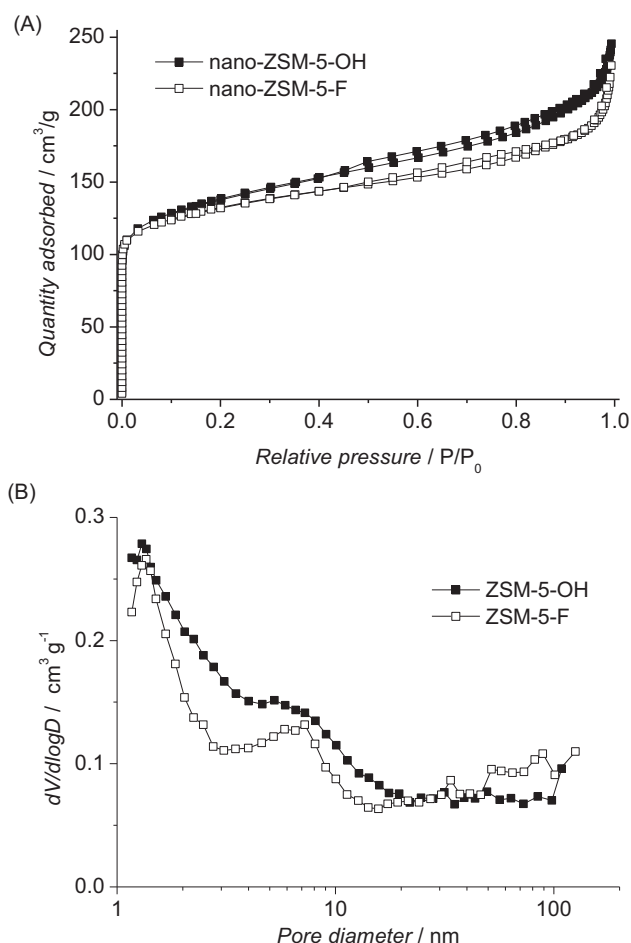 (A)
nano-ZSM-5-OH
nano-ZSM-5-F
250
200
150
100
50
0
Quantity adsorbed / cm³/g
0.0 0.2 0.4 0.6 0.8 1.0
Relative pressure / P/P₀
(B)
0.3
0.2
0.1
0.0
ZSM-5-OH
ZSM-5-F
dV/dlogD / cm³ g⁻¹
1 10 100
Pore diameter / nm